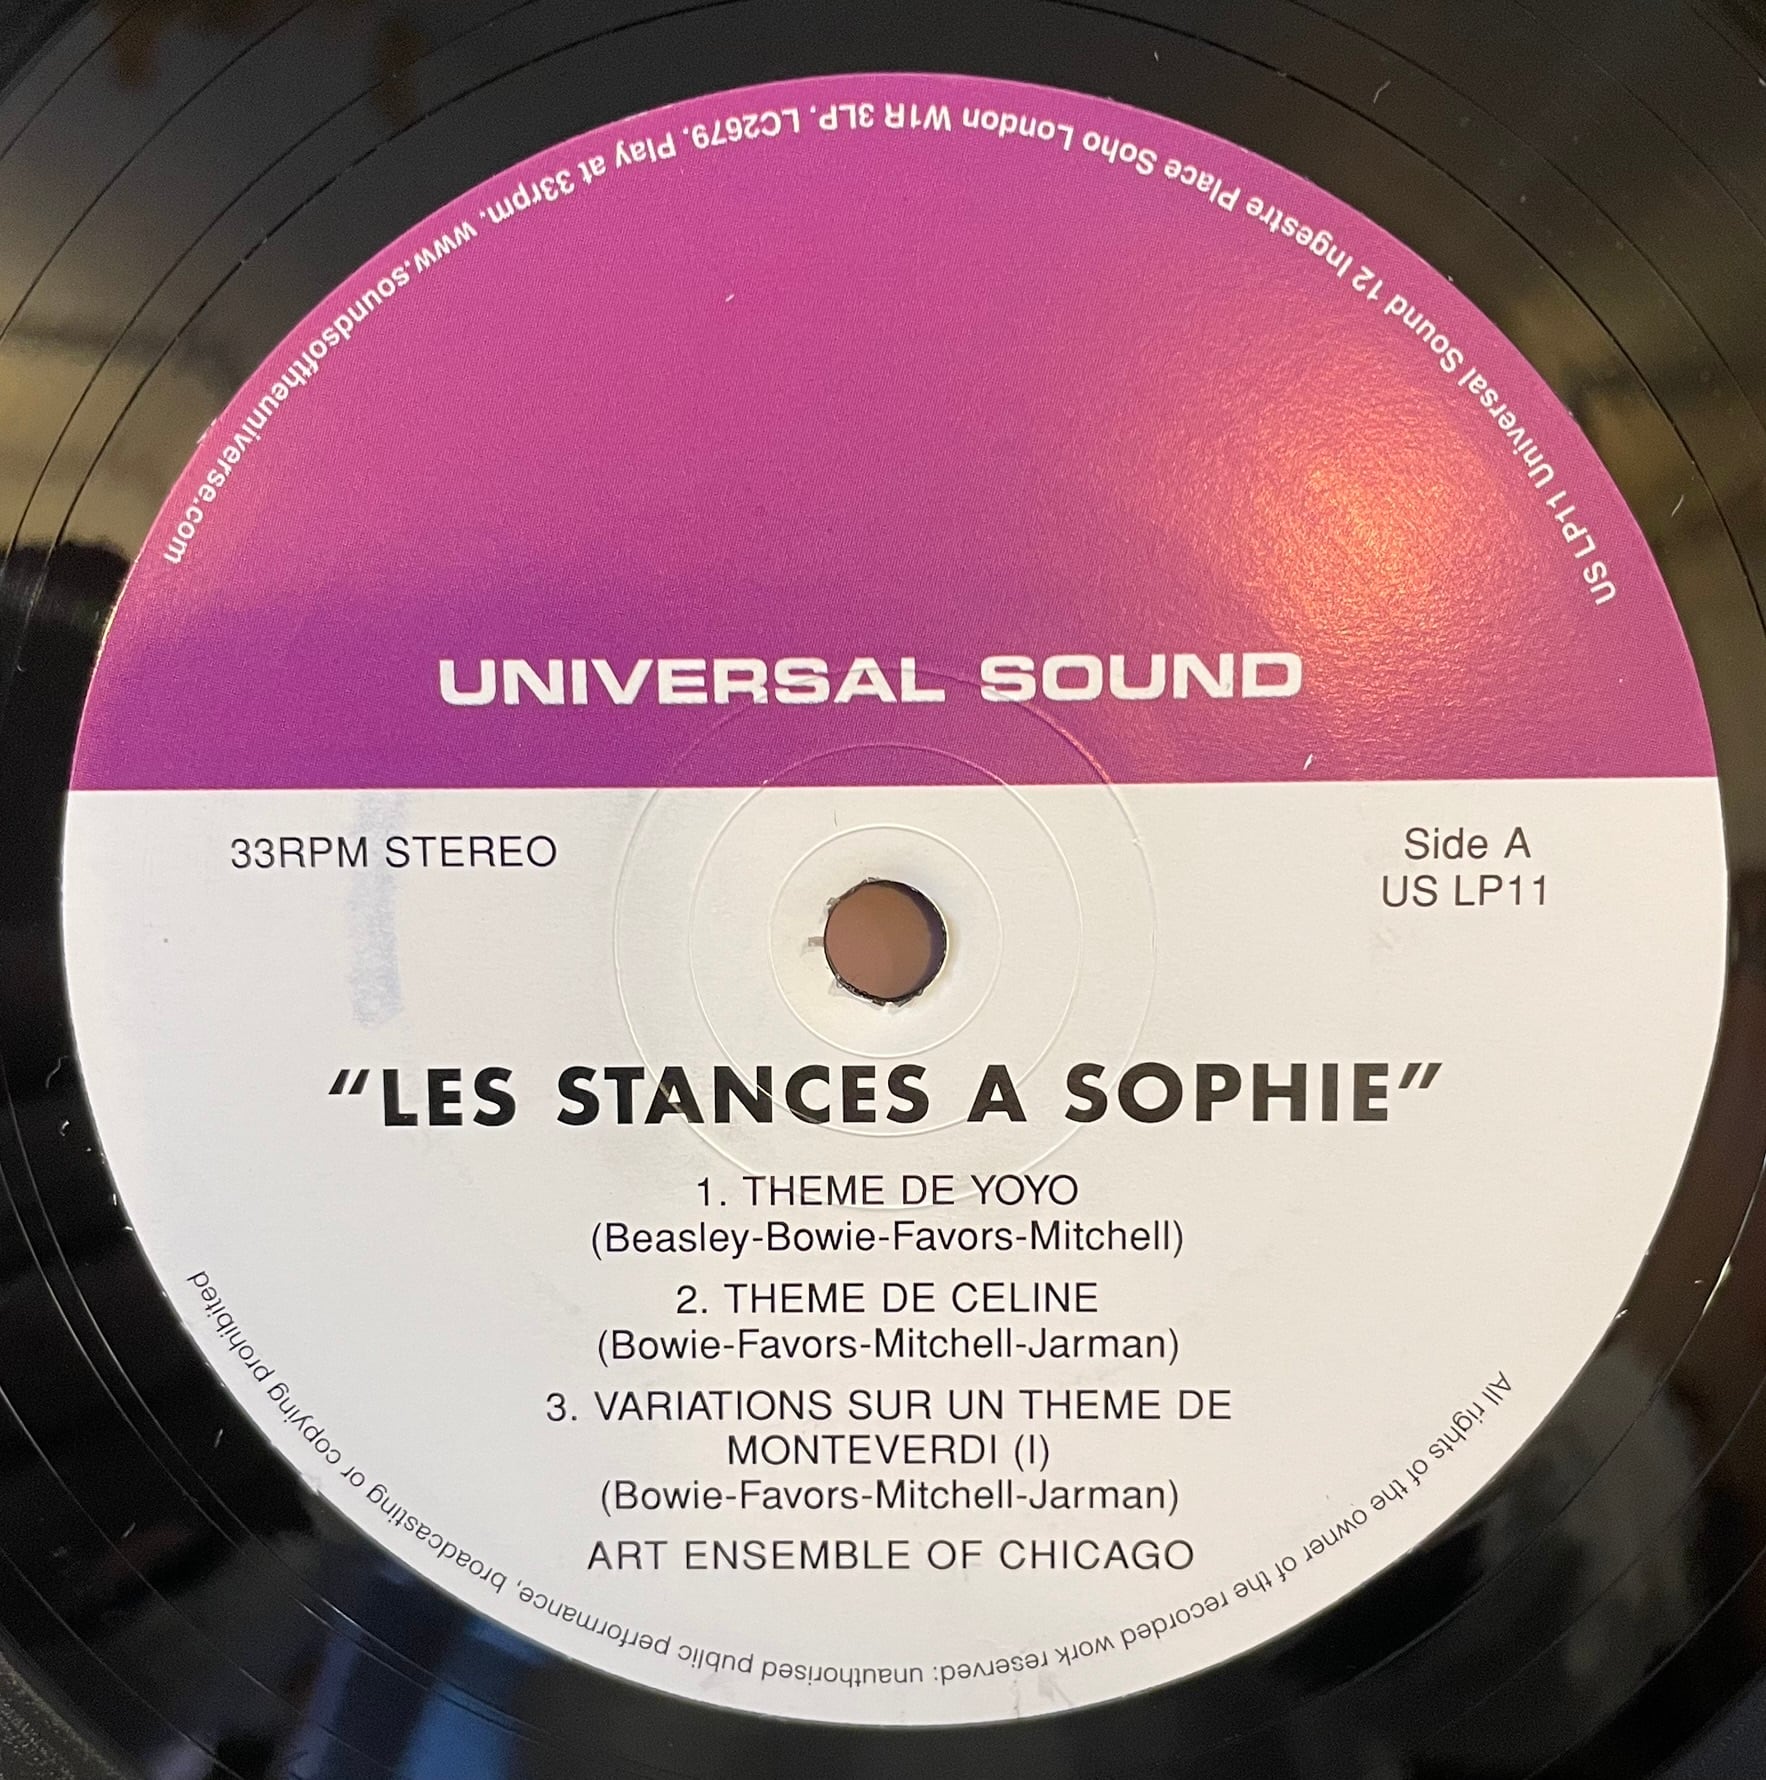 US LP11 Universal Sound 12 Ingestre Place Soho London W1R 3LP. LC2679. Play at 33rpm. www.soundsoftheuniverse.com
UNIVERSAL SOUND
33RPM STEREO
Side A
US LP11
“LES STANCES A SOPHIE”
1. THEME DE YOYO
(Beasley-Bowie-Favors-Mitchell)
2. THEME DE CELINE
(Bowie-Favors-Mitchell-Jarman)
3. VARIATIONS SUR UN THEME DE
MONTEVERDI (I)
(Bowie-Favors-Mitchell-Jarman)
ART ENSEMBLE OF CHICAGO
All rights of the owner of the recorded work reserved: unauthorised public performance, broadcasting or copying prohibited